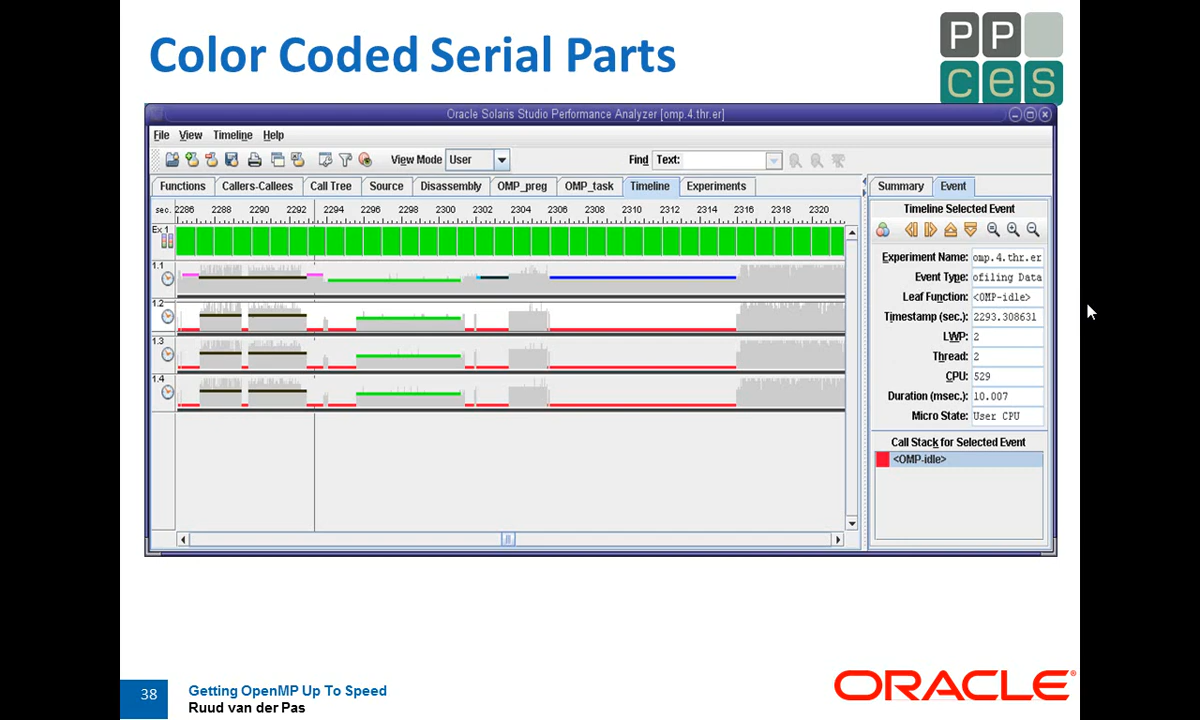 Color Coded Serial Parts
P P
c e s
Oracle Solaris Studio Performance Analyzer [omp.4.thr.er]
File View Timeline Help
View Mode User Find Text:
Functions Callers-Callees Call Tree Source Disassembly OMP_preg OMP_task Timeline Experiments
Summary Event
sec. 2286 2288 2290 2292 2294 2296 2298 2300 2302 2304 2306 2308 2310 2312 2314 2316 2318 2320
Ex 1
1.1
1.2
1.3
1.4
Timeline Selected Event
Experiment Name: omp.4.thr.er
Event Type: ofiling Data
Leaf Function: <OMP-idle>
Timestamp (sec.): 2293.308631
LWP: 2
Thread: 2
CPU: 529
Duration (msec.): 10.007
Micro State: User CPU
Call Stack for Selected Event
<OMP-idle>
38
Getting OpenMP Up To Speed
Ruud van der Pas
ORACLE®